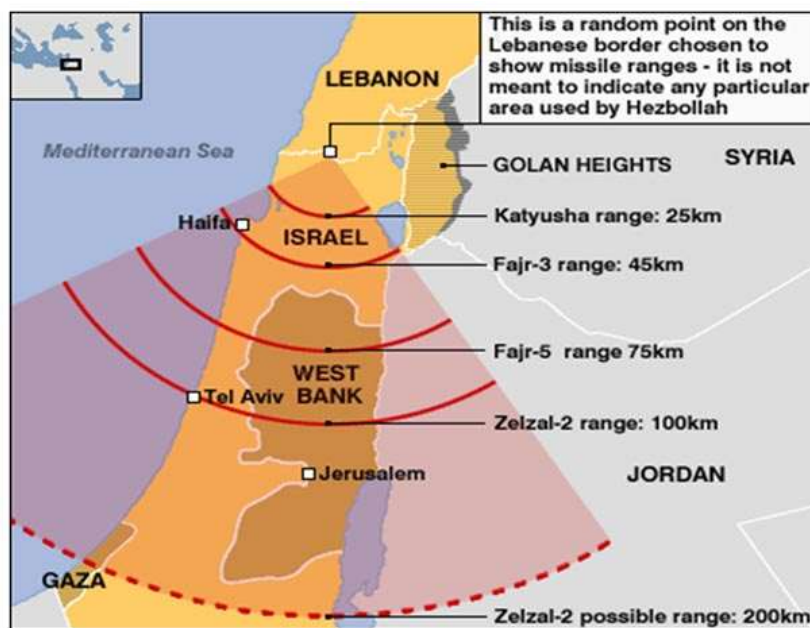 This is a random point on the
Lebanese border chosen to
show missile ranges - it is not
meant to indicate any particular
area used by Hezbollah
LEBANON
Mediterranean Sea
SYRIA
GOLAN HEIGHTS
Katyusha range: 25km
Haifa
ISRAEL
Fajr-3 range: 45km
Fajr-5 range 75km
WEST
BANK
Tel Aviv
Zelzal-2 range: 100km
Jerusalem
JORDAN
GAZA
Zelzal-2 possible range: 200km